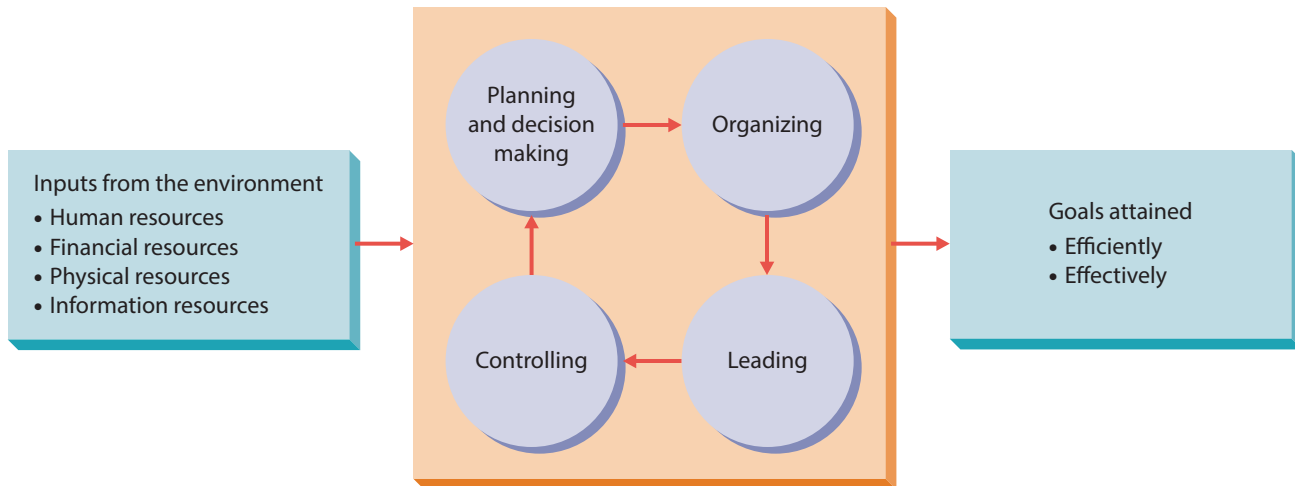 Inputs from the environment
• Human resources
• Financial resources
• Physical resources
• Information resources
Planning
and decision
making
Organizing
Controlling
Leading
Goals attained
• Efficiently
• Effectively